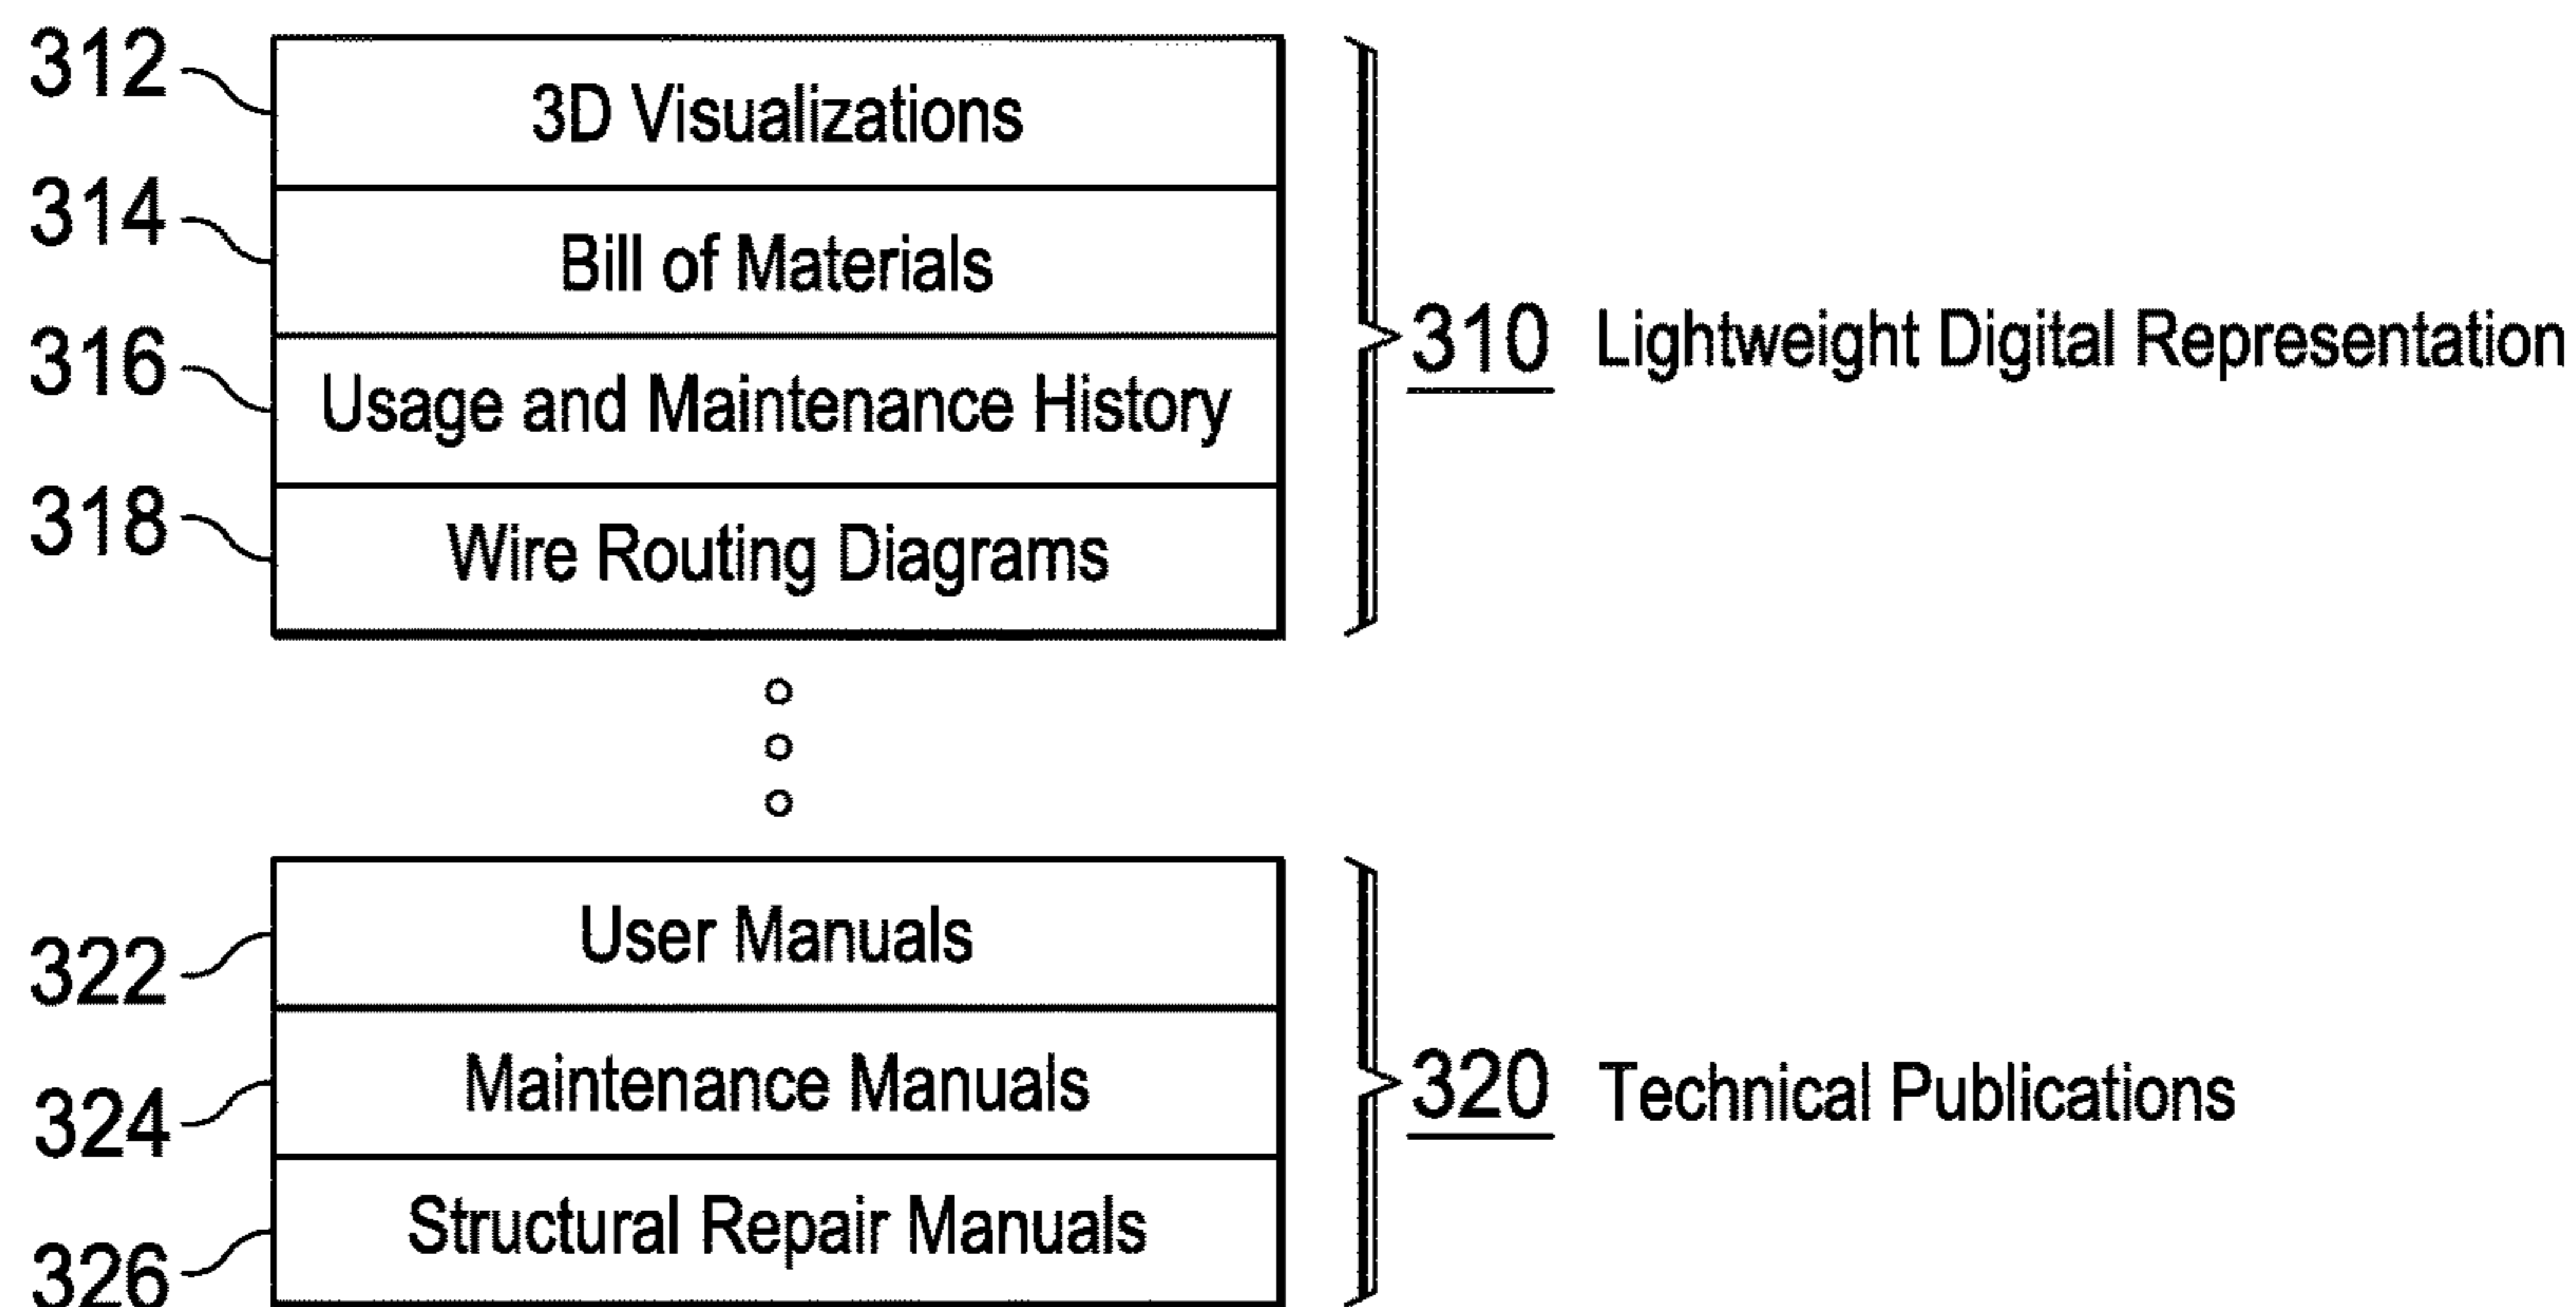 312 3D Visualizations
314 Bill of Materials
310 Lightweight Digital Representation
316 Usage and Maintenance History
318 Wire Routing Diagrams
322 User Manuals
324 Maintenance Manuals
320 Technical Publications
326 Structural Repair Manuals